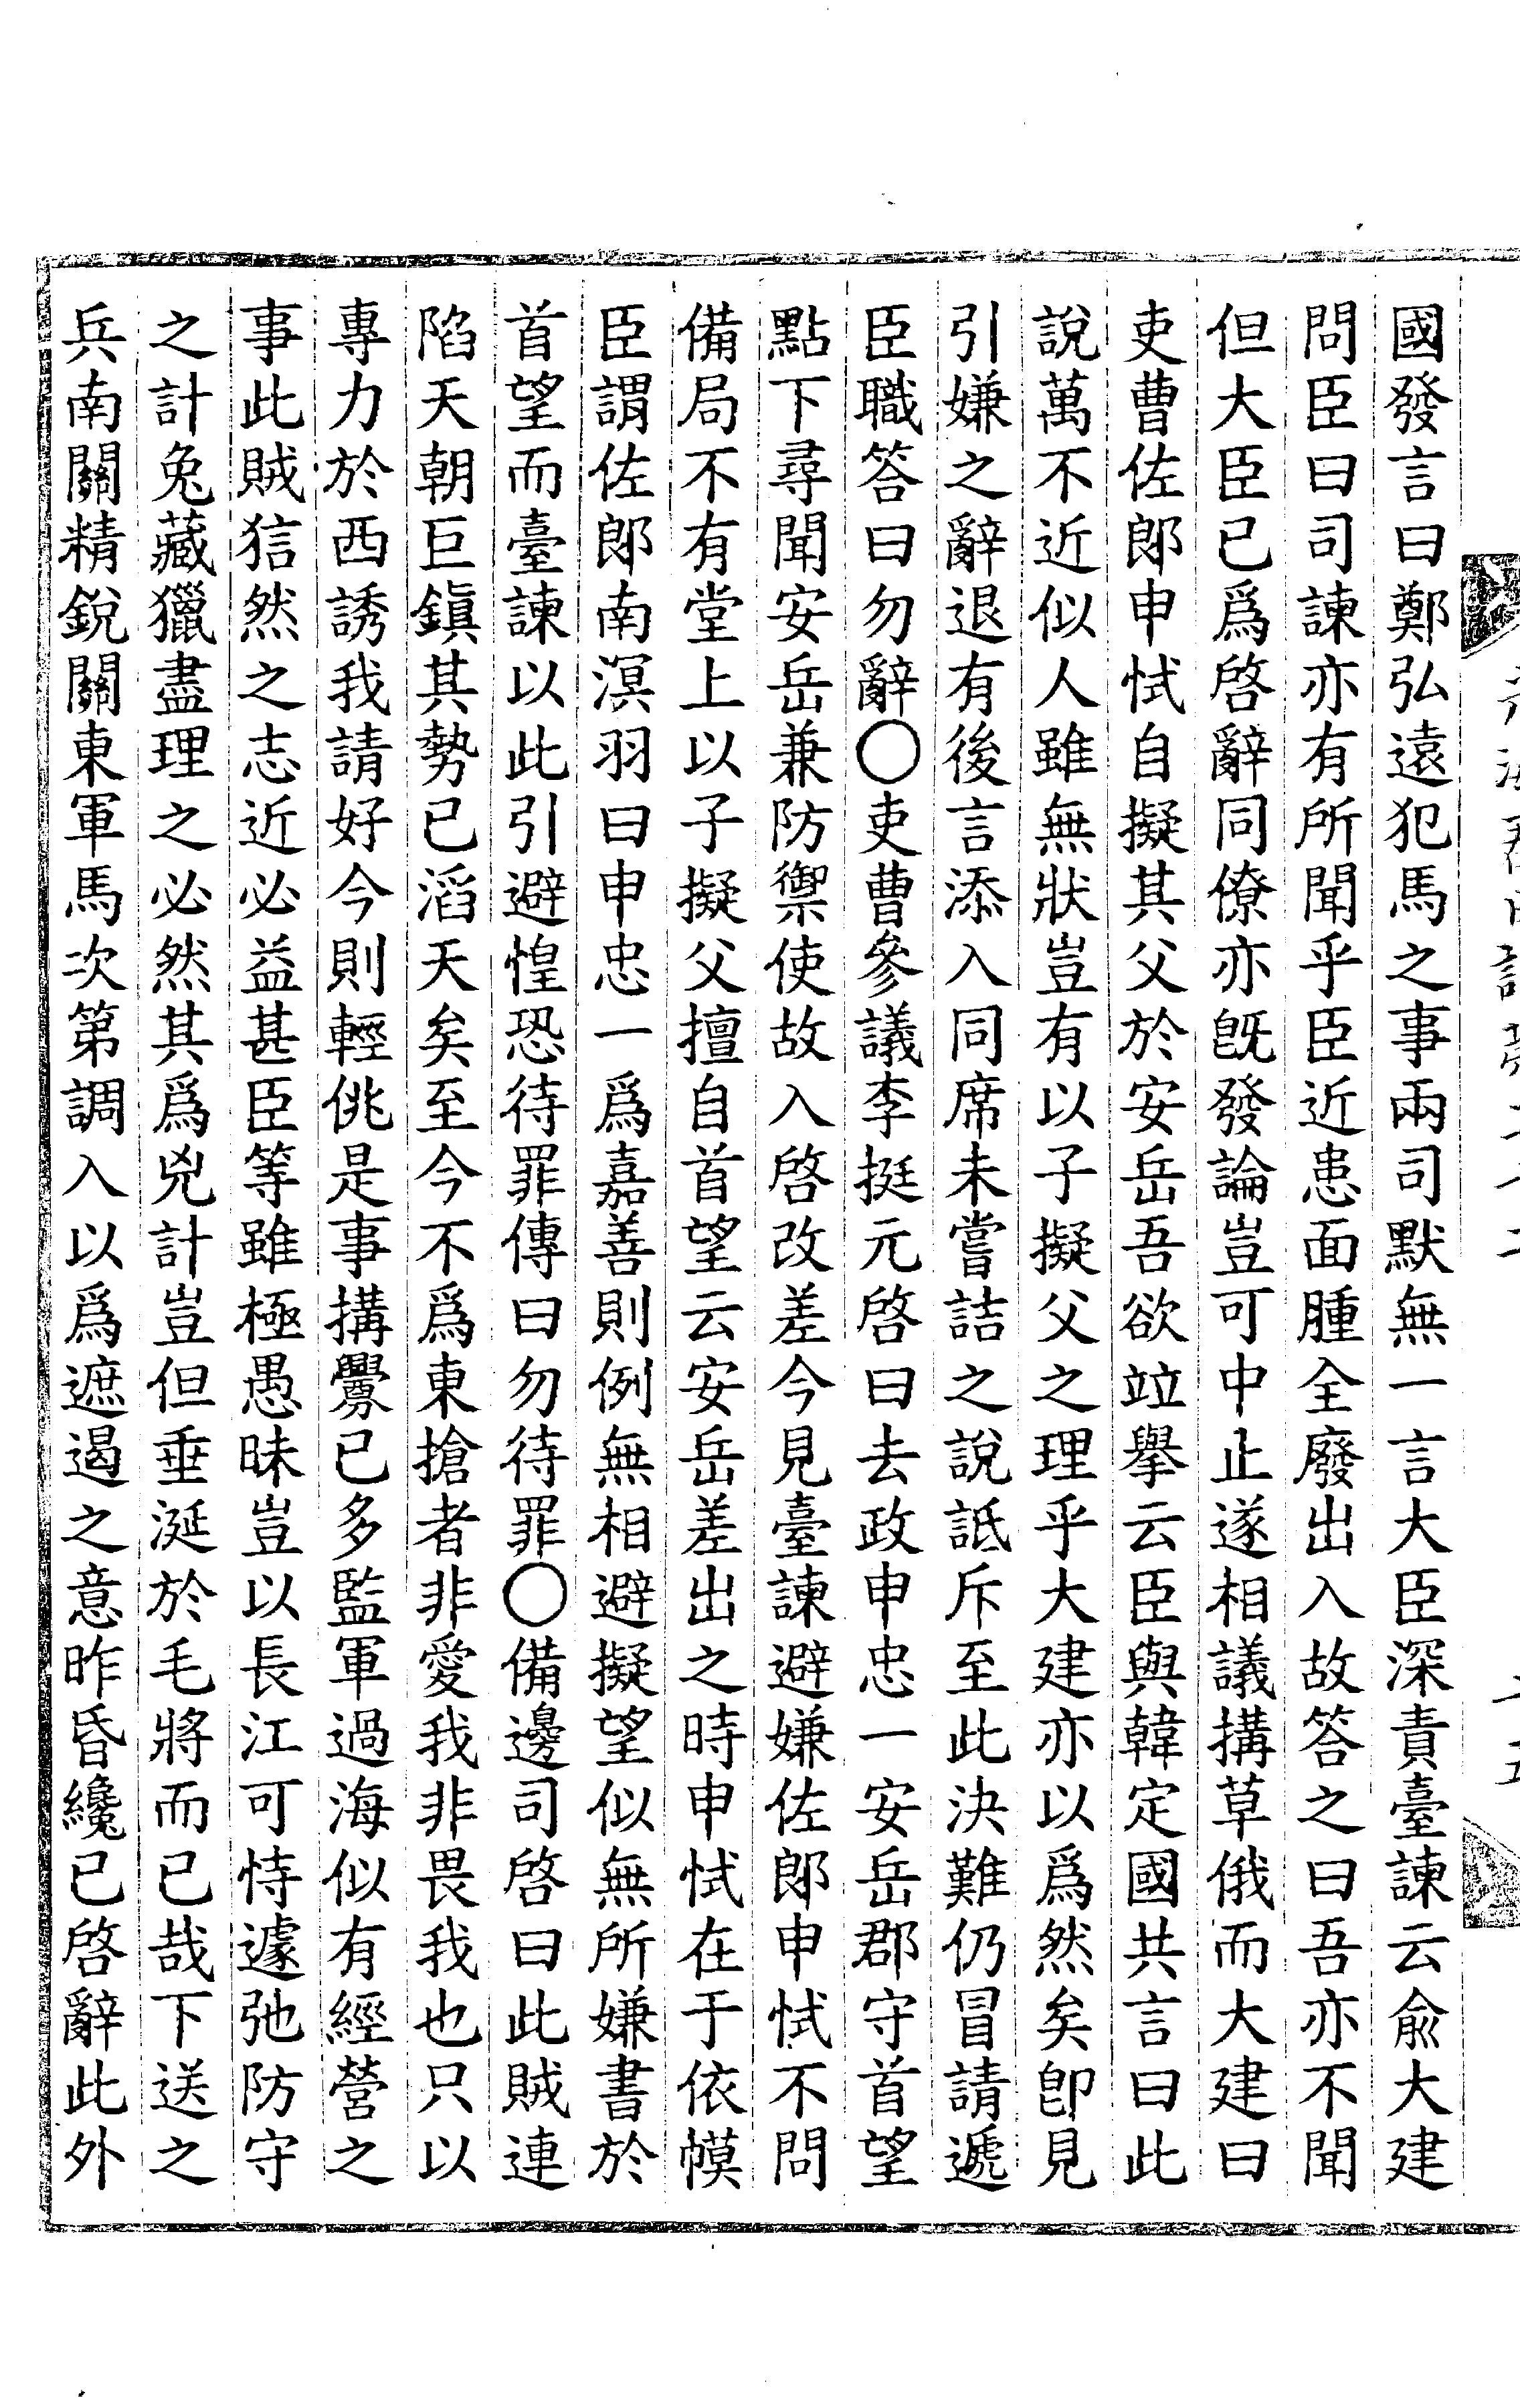 國發言曰鄭弘遠犯馬之事兩司默無一言大臣深責臺諫云兪大建
問臣曰司諫亦有所聞乎臣近患面腫全廢出入故答之曰吾亦不聞
但大臣已爲啓辭同僚亦旣發論豈可中止遂相議搆草俄而大建曰
吏曹佐郞申恜自擬其父於安岳吾欲竝擧云臣與韓定國共言曰此
說萬不近似人雖無狀豈有以子擬父之理乎大建亦以爲然矣卽見
引嫌之辭退有後言添入同席未嘗詰之說詆斥至此決難仍冒請遞
臣職答曰勿辭○吏曹參議李挺元啓曰去政申忠一安岳郡守首望
點下尋聞安岳兼防禦使故入啓改差今見臺諫避嫌佐郞申恜不問
備局不有堂上以子擬父擅自首望云安岳差出之時申恜在于依幕
臣謂佐郞南溟羽曰申忠一爲嘉善則例無相避擬望似無所嫌書於
首望而臺諫以此引避惶恐待罪傳曰勿待罪○備邊司啓曰此賊連
陷天朝巨鎭其勢已滔天矣至今不爲東搶者非愛我非畏我也只以
專力於西誘我請好今則輕佻是事搆釁已多監軍過海似有經營之
事此賊狺然之志近必益甚臣等雖極愚昧豈以長江可恃遽弛防守
之計兔藏獵盡理之必然其爲兇計豈但垂涎於毛將而已哉下送之
兵南關精銳關東軍馬次第調入以爲遮遏之意昨昏纔已啓辭此外